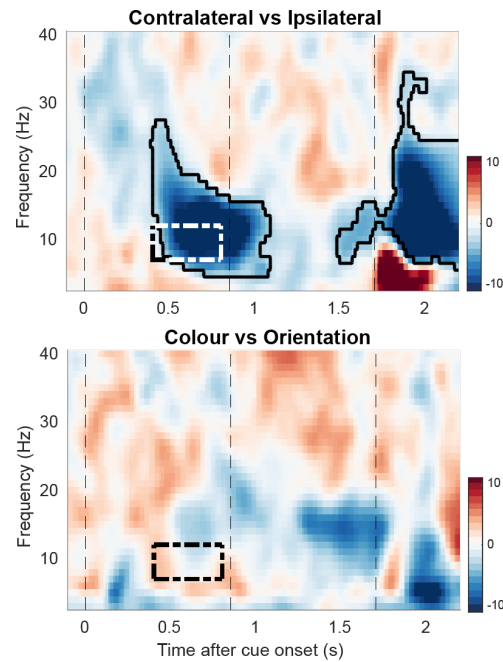 Contralateral vs Ipsilateral
40
30
20
10
Frequency (Hz)
0 0.5 1 1.5 2
10
0
-10
Colour vs Orientation
40
30
20
10
Frequency (Hz)
0 0.5 1 1.5 2
10
0
-10
Time after cue onset (s)